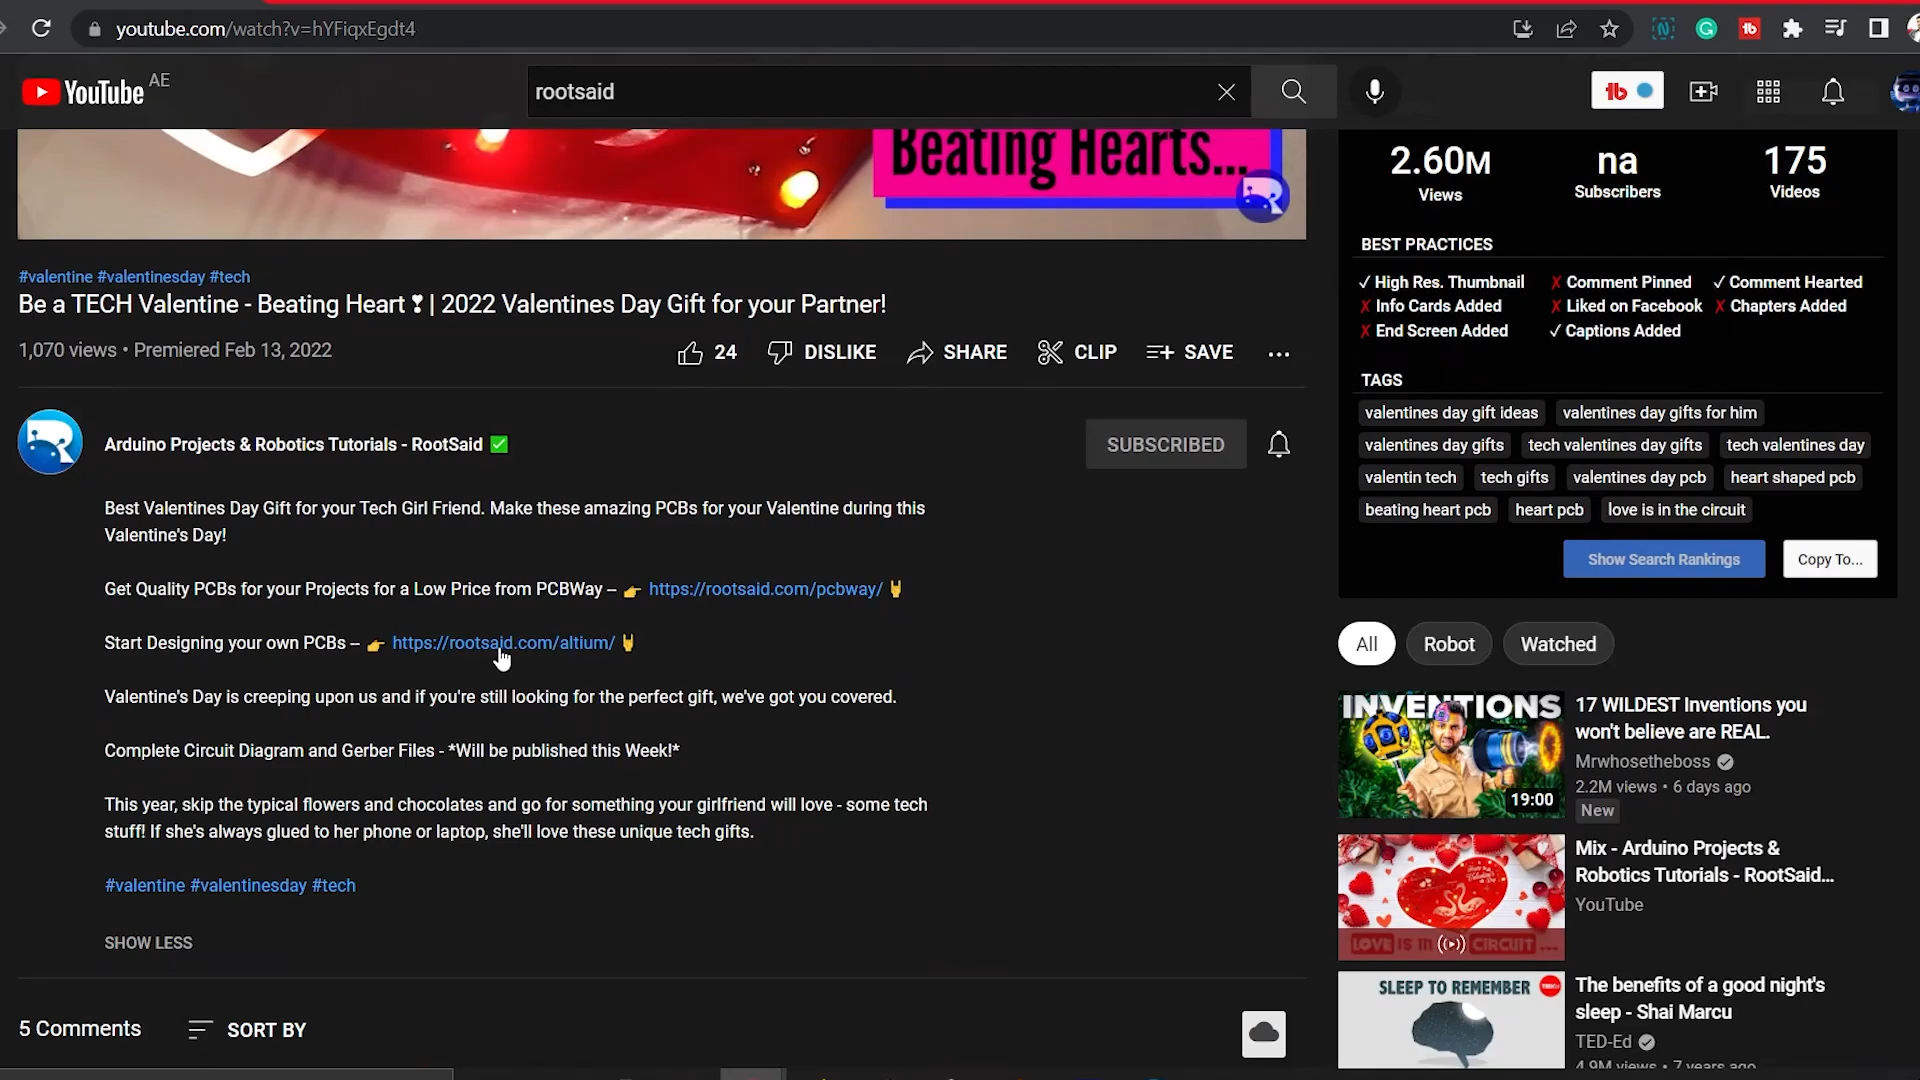 youtube.com/watch?v=hYFiqxEgdt4
YouTube AE
rootsaid
Beating Hearts...
#valentine #valentinesday #tech
Be a TECH Valentine - Beating Heart ❣ | 2022 Valentines Day Gift for your Partner!
1,070 views • Premiered Feb 13, 2022
24 DISLIKE SHARE CLIP SAVE ...
Arduino Projects & Robotics Tutorials - RootSaid ✅
SUBSCRIBED
Best Valentines Day Gift for your Tech Girl Friend. Make these amazing PCBs for your Valentine during this
Valentine's Day!
Get Quality PCBs for your Projects for a Low Price from PCBWay – 👉 https://rootsaid.com/pcbway/ 🤘
Start Designing your own PCBs – 👉 https://rootsaid.com/altium/ 🤘
Valentine's Day is creeping upon us and if you're still looking for the perfect gift, we've got you covered.
Complete Circuit Diagram and Gerber Files - *Will be published this Week!*
This year, skip the typical flowers and chocolates and go for something your girlfriend will love - some tech
stuff! If she's always glued to her phone or laptop, she'll love these unique tech gifts.
#valentine #valentinesday #tech
SHOW LESS
5 Comments SORT BY
2.60M na 175
Views Subscribers Videos
BEST PRACTICES
✓ High Res. Thumbnail ✗ Comment Pinned ✓ Comment Hearted
✗ Info Cards Added ✗ Liked on Facebook ✗ Chapters Added
✗ End Screen Added ✓ Captions Added
TAGS
valentines day gift ideas valentines day gifts for him
valentines day gifts tech valentines day gifts tech valentines day
valentin tech tech gifts valentines day pcb heart shaped pcb
beating heart pcb heart pcb love is in the circuit
Show Search Rankings Copy To...
All Robot Watched
INVENTIONS
19:00
17 WILDEST Inventions you
won't believe are REAL.
Mrwhosetheboss
2.2M views • 6 days ago
New
LOVE IS IN CIRCUIT ...
Mix - Arduino Projects &
Robotics Tutorials - RootSaid...
YouTube
SLEEP TO REMEMBER
The benefits of a good night's
sleep - Shai Marcu
TED-Ed
4.9M views • 7 years ago